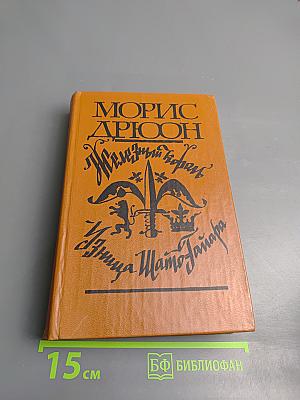 МОРИС
ДРЮОН
Железный король
Узница Шато-Гайара
15 см
БФ БИБЛИОФАН